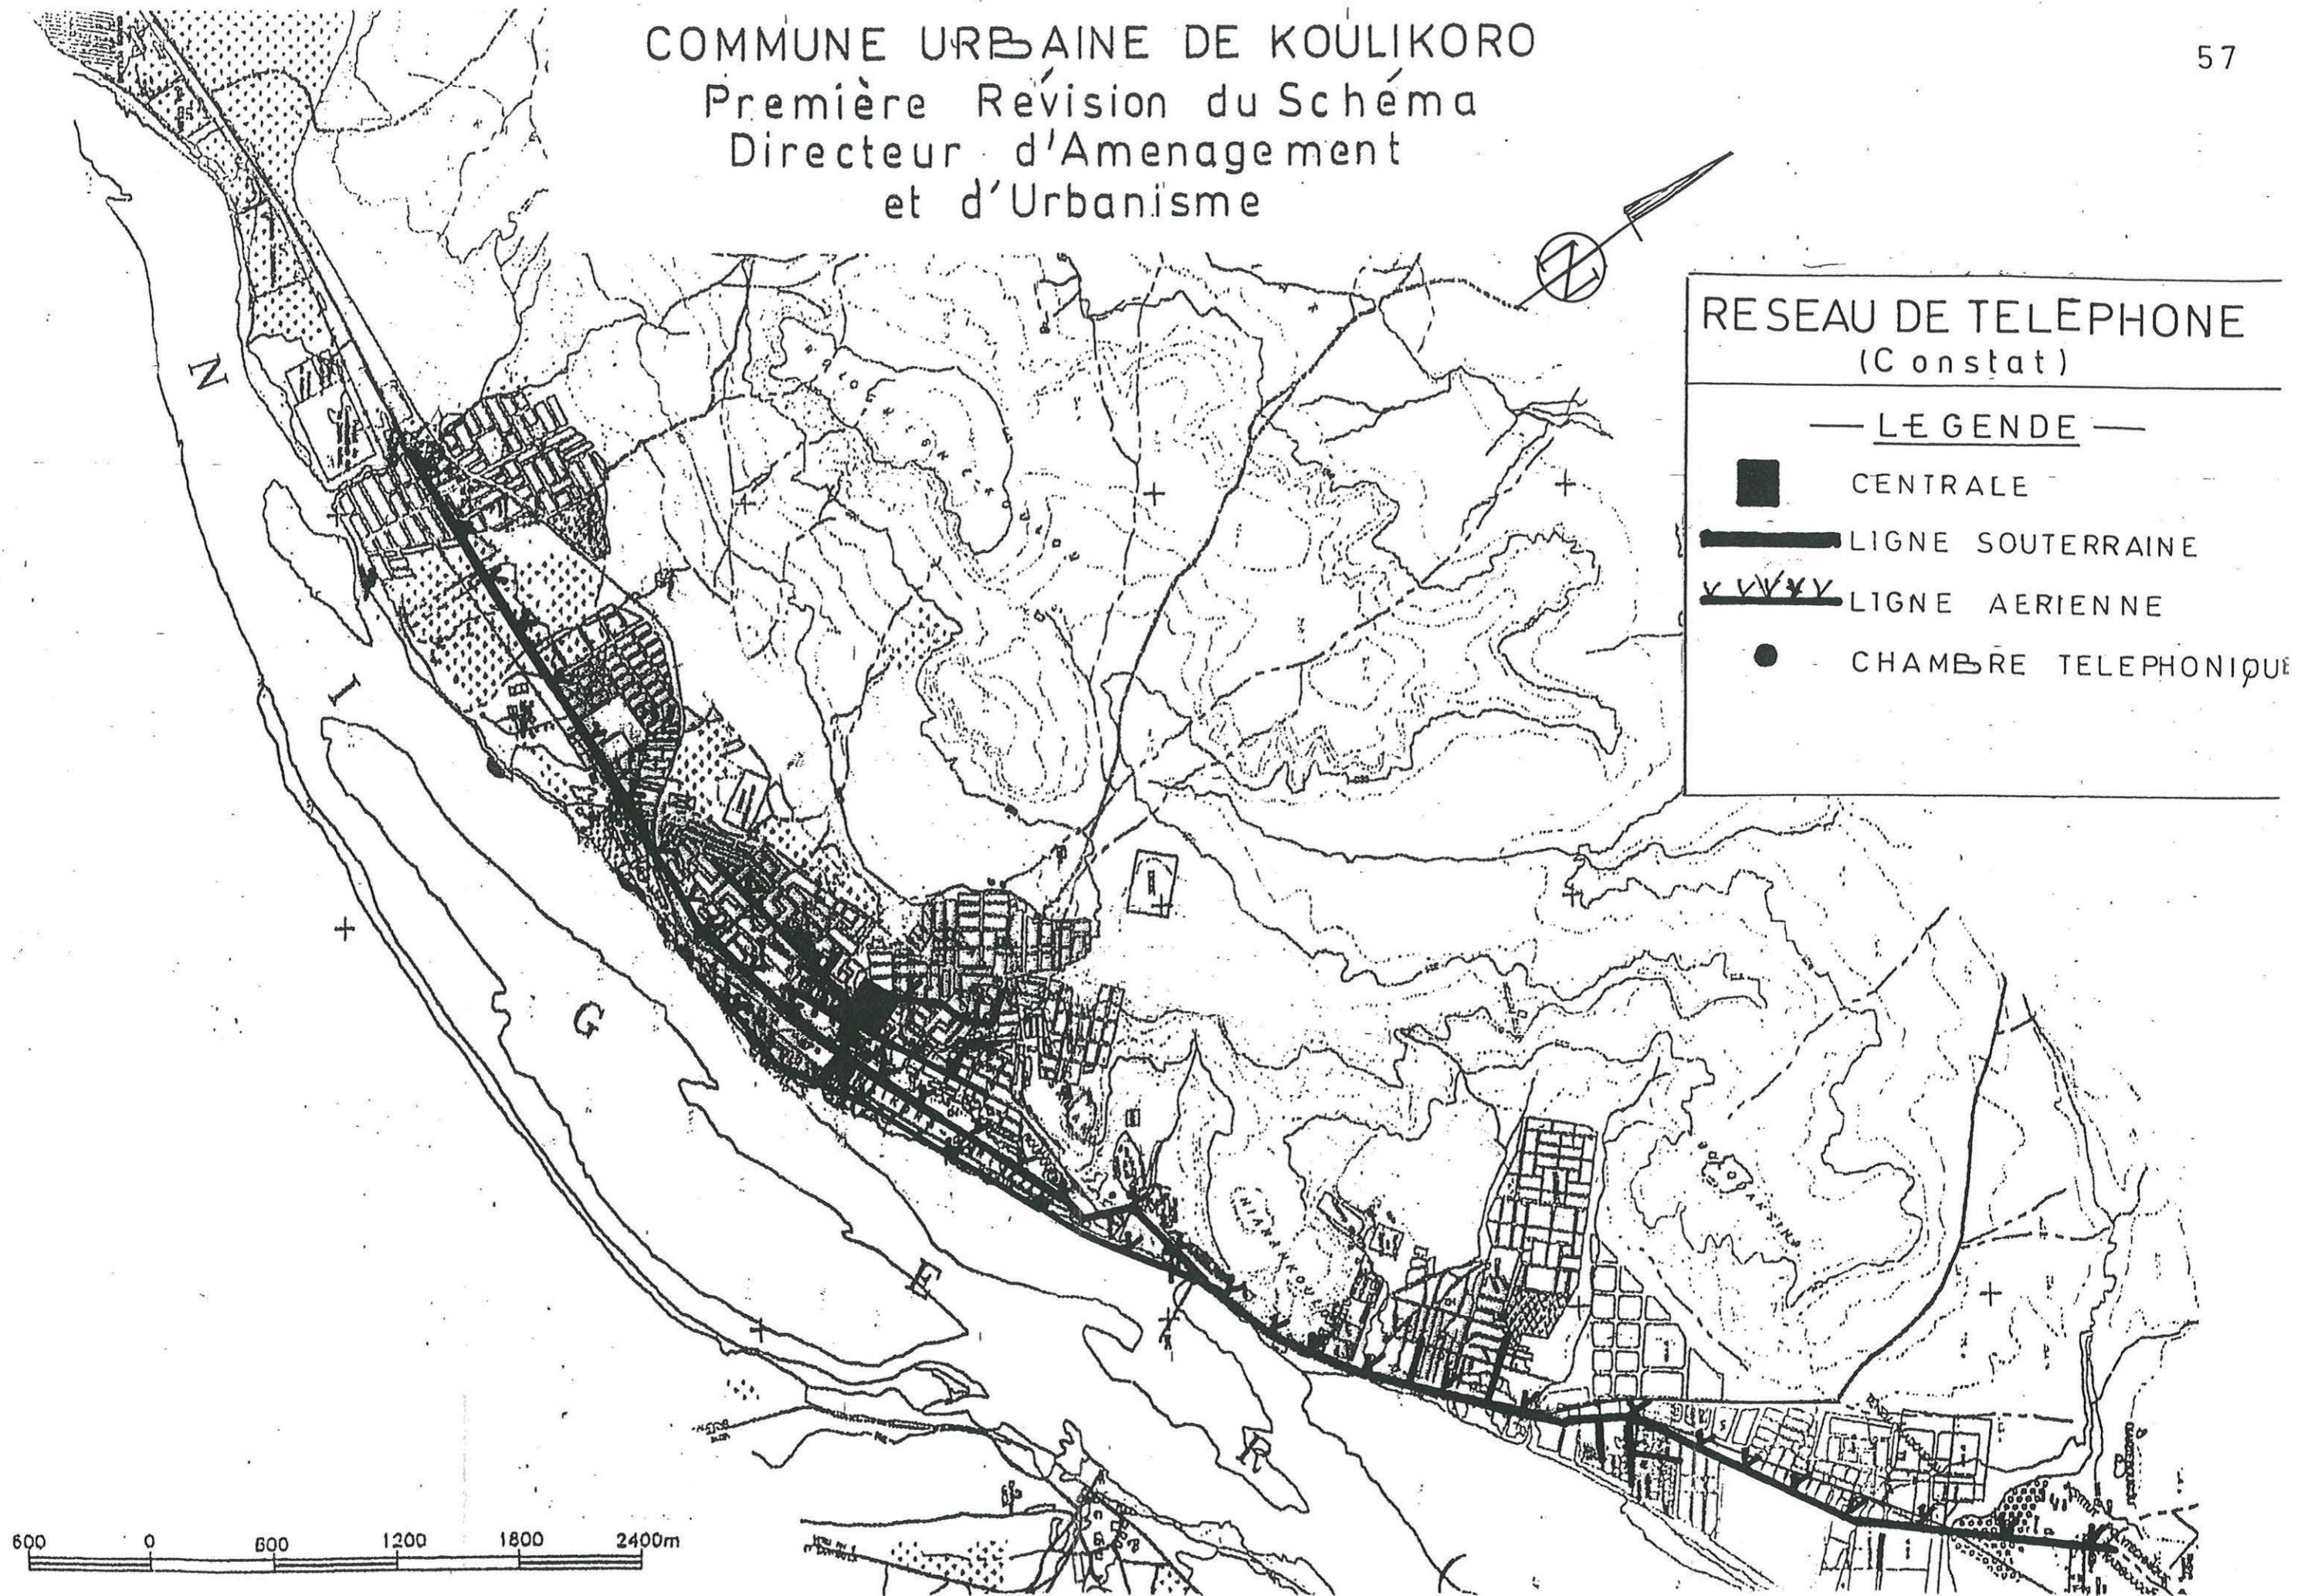 COMMUNE URBAINE DE KOULIKORO
Première Révision du Schéma
Directeur d'Amenagement
et d'Urbanisme
57
RESEAU DE TELEPHONE
(Constat)
LEGENDE
CENTRALE
LIGNE SOUTERRAINE
LIGNE AERIENNE
CHAMBRE TELEPHONIQUE
N
N
I
G
E
R
600 0 600 1200 1800 2400m